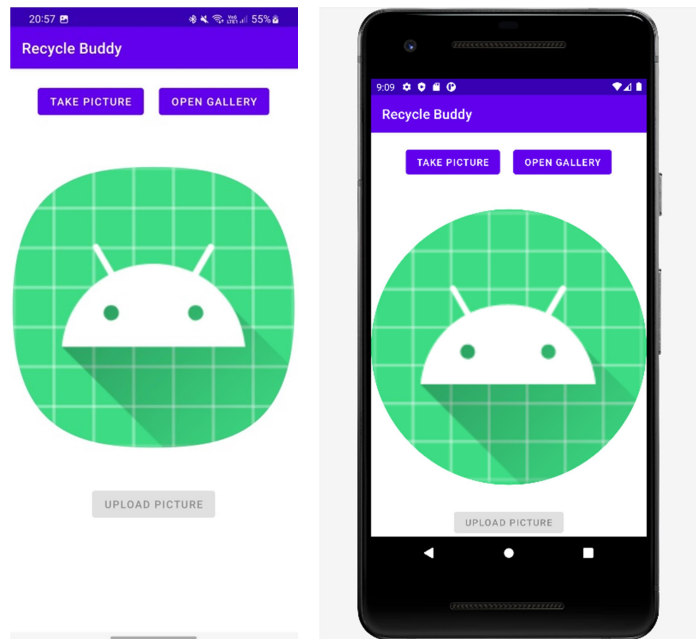 20:57 55%
Recycle Buddy
TAKE PICTURE OPEN GALLERY
UPLOAD PICTURE
9:09
Recycle Buddy
TAKE PICTURE OPEN GALLERY
UPLOAD PICTURE